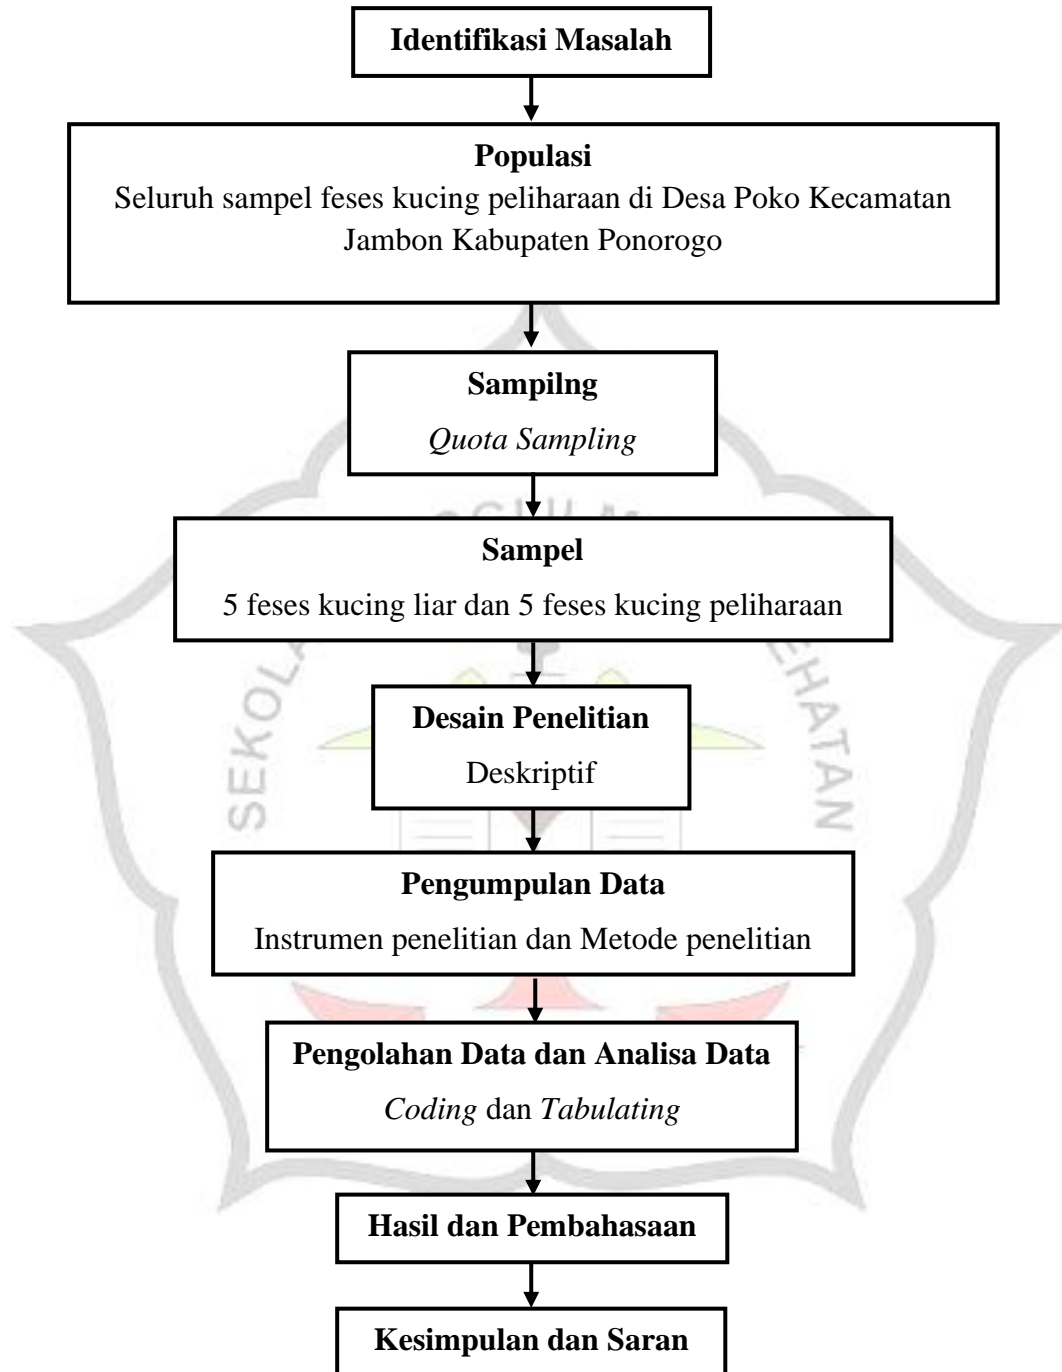 Identifikasi Masalah
Populasi
Seluruh sampel feses kucing peliharaan di Desa Poko Kecamatan
Jambon Kabupaten Ponorogo
Sampilng
Quota Sampling
Sampel
5 feses kucing liar dan 5 feses kucing peliharaan
Desain Penelitian
Deskriptif
Pengumpulan Data
Instrumen penelitian dan Metode penelitian
Pengolahan Data dan Analisa Data
Coding dan Tabulating
Hasil dan Pembahasaan
Kesimpulan dan Saran